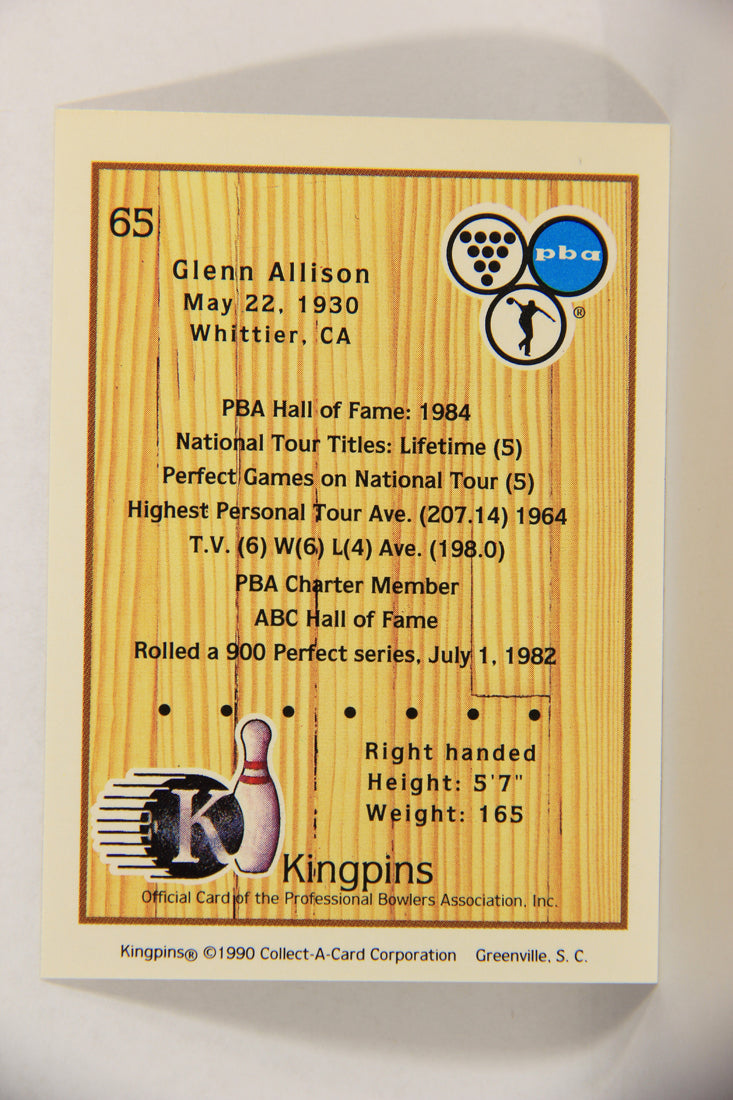 65
pba
®
Glenn Allison
May 22, 1930
Whittier, CA
PBA Hall of Fame: 1984
National Tour Titles: Lifetime (5)
Perfect Games on National Tour (5)
Highest Personal Tour Ave. (207.14) 1964
T.V. (6) W(6) L(4) Ave. (198.0)
PBA Charter Member
ABC Hall of Fame
Rolled a 900 Perfect series, July 1, 1982
Right handed
Height: 5'7"
Weight: 165
K
Kingpins
Official Card of the Professional Bowlers Association, Inc.
Kingpins® ©1990 Collect-A-Card Corporation Greenville, S. C.